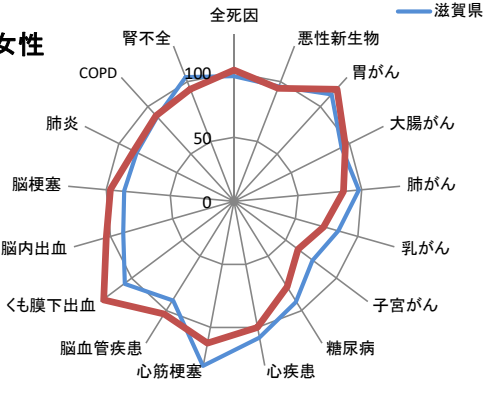 滋賀県
女性
全死因
悪性新生物
胃がん
大腸がん
肺がん
乳がん
子宮がん
糖尿病
心疾患
心筋梗塞
脳血管疾患
くも膜下出血
脳内出血
脳梗塞
肺炎
COPD
腎不全
100
50
0